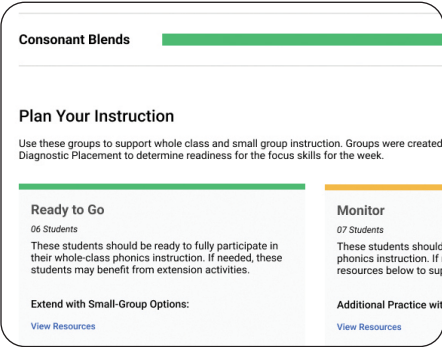 Consonant Blends
Plan Your Instruction
Use these groups to support whole class and small group instruction. Groups were created
Diagnostic Placement to determine readiness for the focus skills for the week.
Ready to Go
06 Students
These students should be ready to fully participate in
their whole-class phonics instruction. If needed, these
students may benefit from extension activities.
Extend with Small-Group Options:
View Resources
Monitor
07 Students
These students should
phonics instruction. If
resources below to
Additional Practice
View Resources